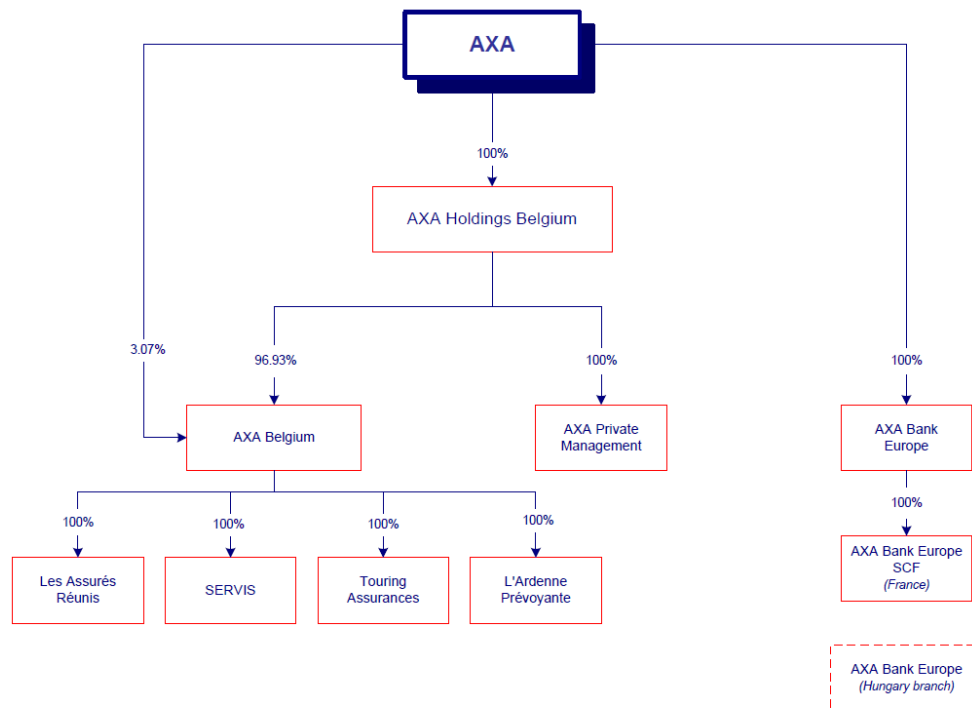 AXA
100%
AXA Holdings Belgium
3.07%
96.93%
100%
100%
AXA Belgium
AXA Private
Management
AXA Bank
Europe
100%
100%
100%
100%
100%
Les Assurés
Réunis
SERVIS
Touring
Assurances
L'Ardenne
Prévoyante
AXA Bank Europe
SCF
(France)
AXA Bank Europe
(Hungary branch)